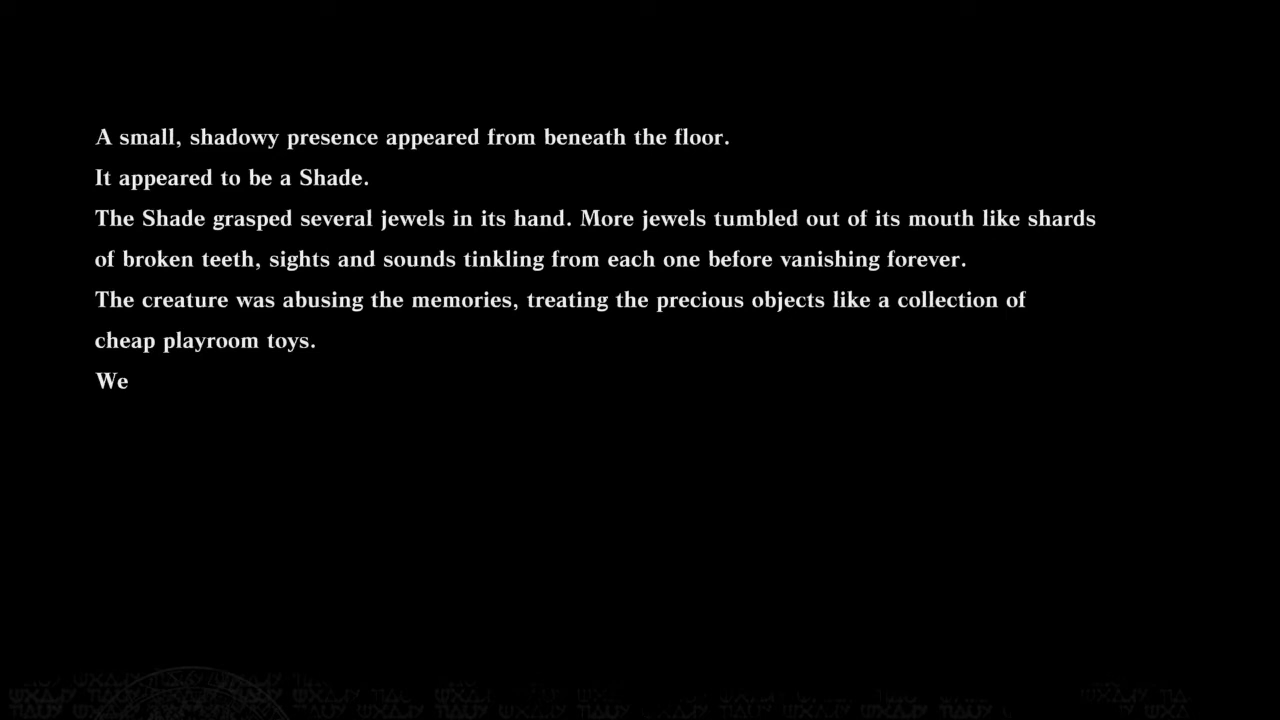 A small, shadowy presence appeared from beneath the floor.
It appeared to be a Shade.
The Shade grasped several jewels in its hand. More jewels tumbled out of its mouth like shards
of broken teeth, sights and sounds tinkling from each one before vanishing forever.
The creature was abusing the memories, treating the precious objects like a collection of
cheap playroom toys.
We